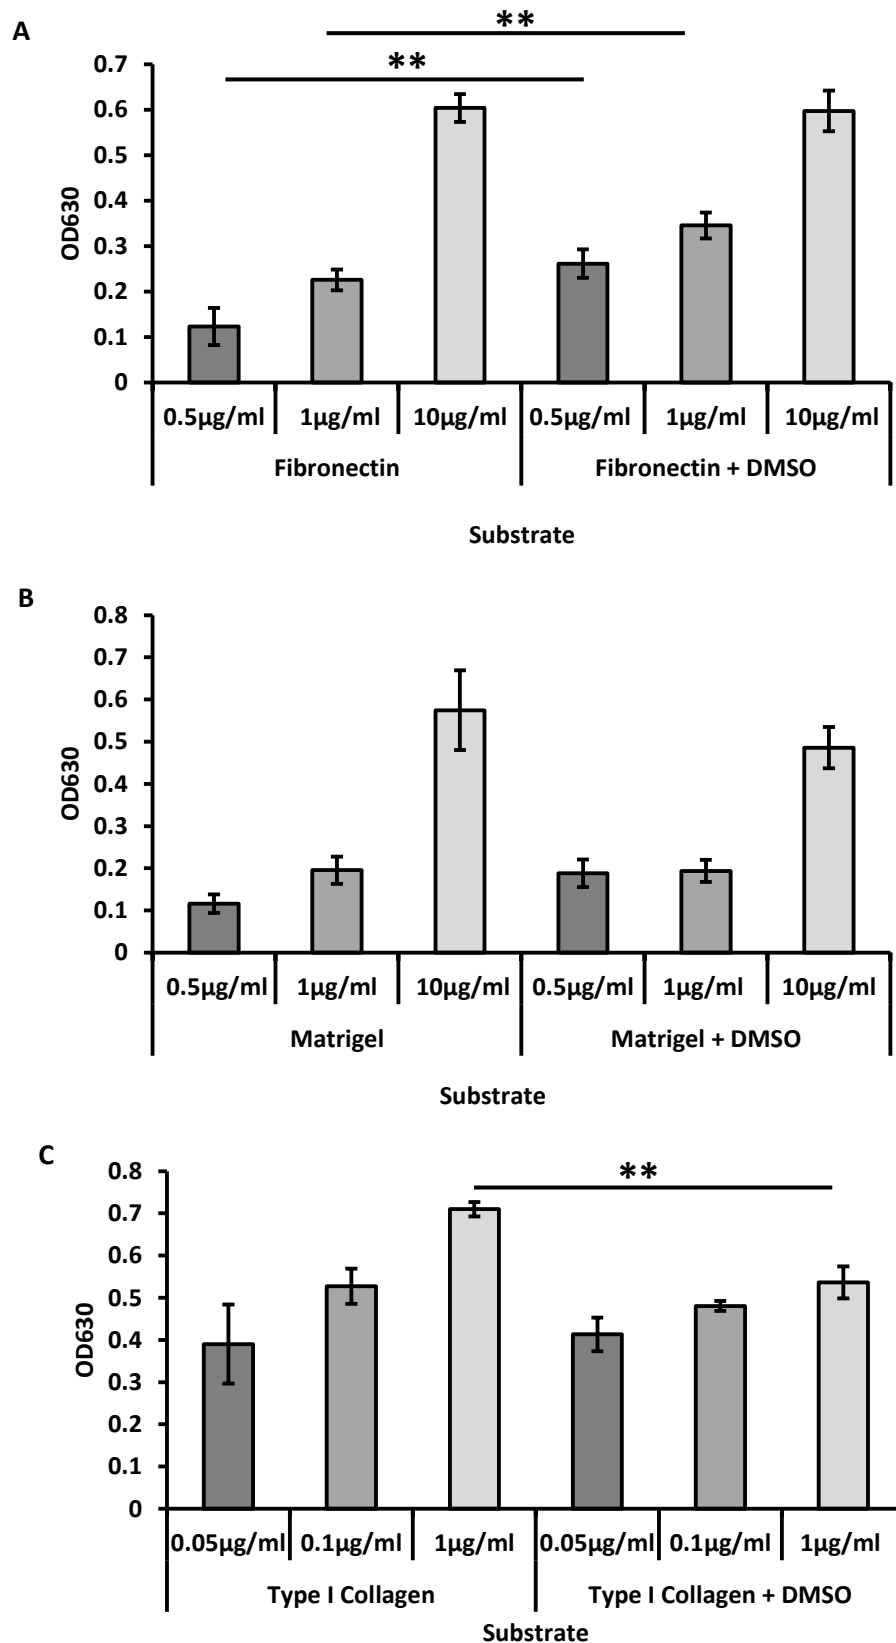 A
**
**
0.7
0.6
0.5
0.4
0.3
0.2
0.1
0
OD630
0.5µg/ml 1µg/ml 10µg/ml 0.5µg/ml 1µg/ml 10µg/ml
Fibronectin Fibronectin + DMSO
Substrate
B
0.8
0.7
0.6
0.5
0.4
0.3
0.2
0.1
0
OD630
0.5µg/ml 1µg/ml 10µg/ml 0.5µg/ml 1µg/ml 10µg/ml
Matrigel Matrigel + DMSO
Substrate
C
**
0.8
0.7
0.6
0.5
0.4
0.3
0.2
0.1
0
OD630
0.05µg/ml 0.1µg/ml 1µg/ml 0.05µg/ml 0.1µg/ml 1µg/ml
Type I Collagen Type I Collagen + DMSO
Substrate